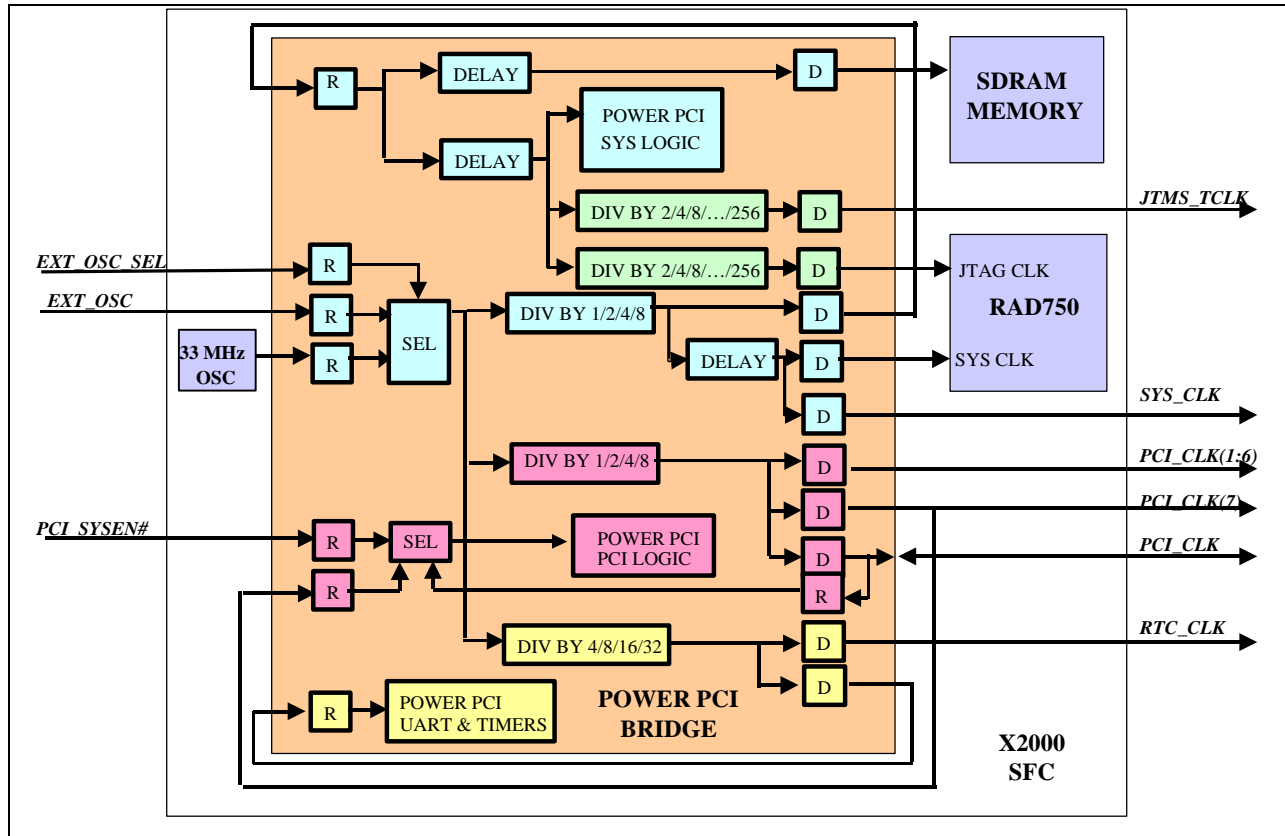 R
DELAY
D
SDRAM
MEMORY
POWER PCI
SYS LOGIC
DELAY
DIV BY 2/4/8/…/256
D
JTMS_TCLK
EXT_OSC_SEL
R
DIV BY 2/4/8/…/256
D
JTAG CLK
EXT_OSC
R
SEL
DIV BY 1/2/4/8
D
RAD750
33 MHz
OSC
R
DELAY
D
SYS CLK
D
SYS_CLK
DIV BY 1/2/4/8
D
PCI_CLK(1:6)
D
PCI_CLK(7)
PCI_SYSEN#
R
SEL
POWER PCI
PCI LOGIC
D
PCI_CLK
R
R
DIV BY 4/8/16/32
D
RTC_CLK
D
R
POWER PCI
UART & TIMERS
POWER PCI
BRIDGE
X2000
SFC